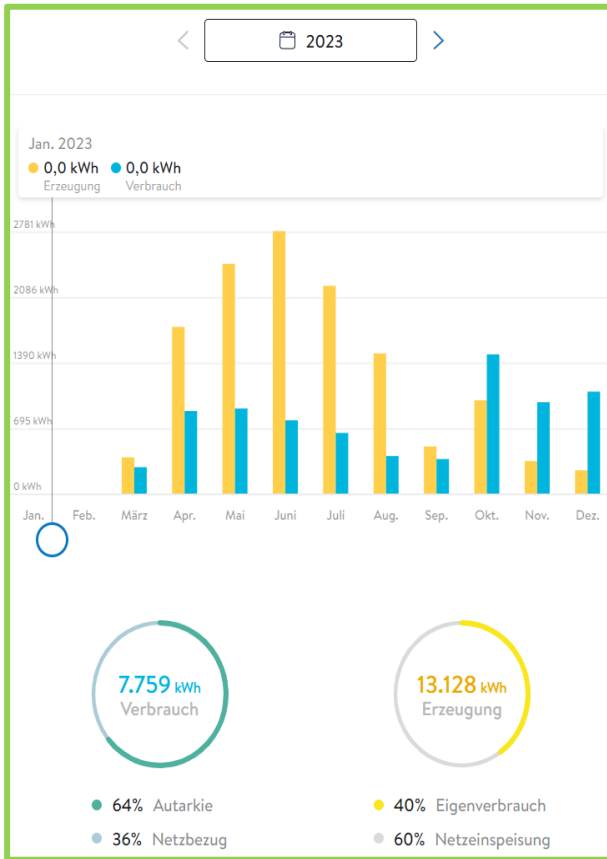 2023
Jan. 2023
0,0 kWh 0,0 kWh
Erzeugung Verbrauch
2781 kWh
2086 kWh
1390 kWh
695 kWh
0 kWh
Jan. Feb. März Apr. Mai Juni Juli Aug. Sep. Okt. Nov. Dez.
7.759 kWh 13.128 kWh
Verbrauch Erzeugung
64% Autarkie 40% Eigenverbrauch
36% Netzbezug 60% Netzeinspeisung